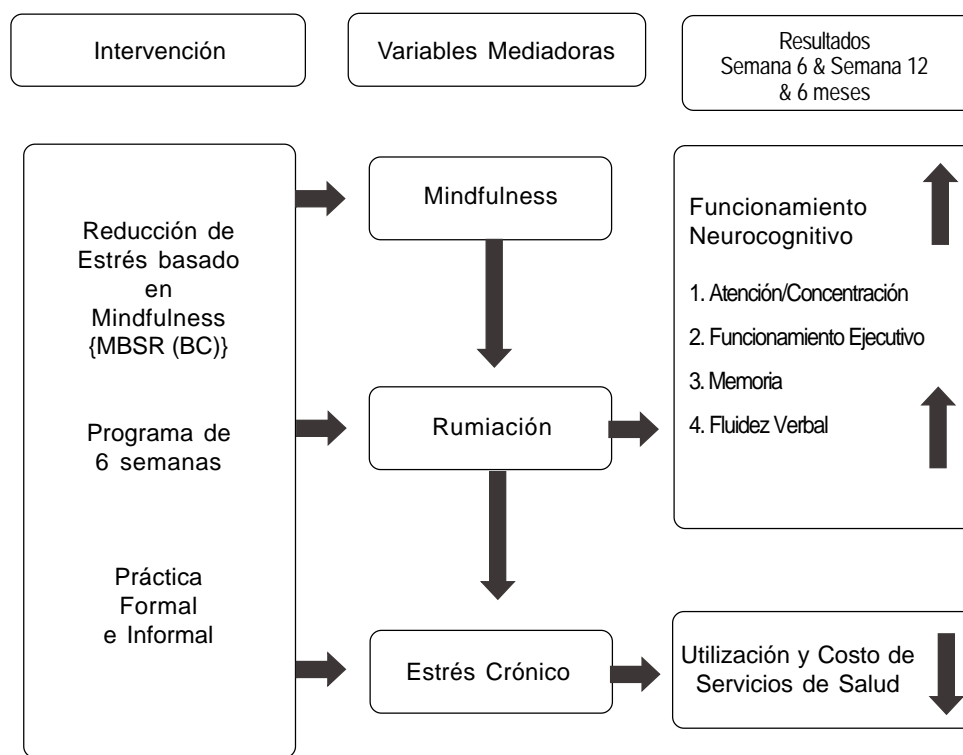 Intervención
Variables Mediadoras
Resultados
Semana 6 & Semana 12
& 6 meses
Reducción de
Estrés basado
en
Mindfulness
{MBSR (BC)}
Programa de
6 semanas
Práctica
Formal
e Informal
Mindfulness
Rumiación
Estrés Crónico
Funcionamiento
Neurocognitivo
1. Atención/Concentración
2. Funcionamiento Ejecutivo
3. Memoria
4. Fluidez Verbal
Utilización y Costo de
Servicios de Salud